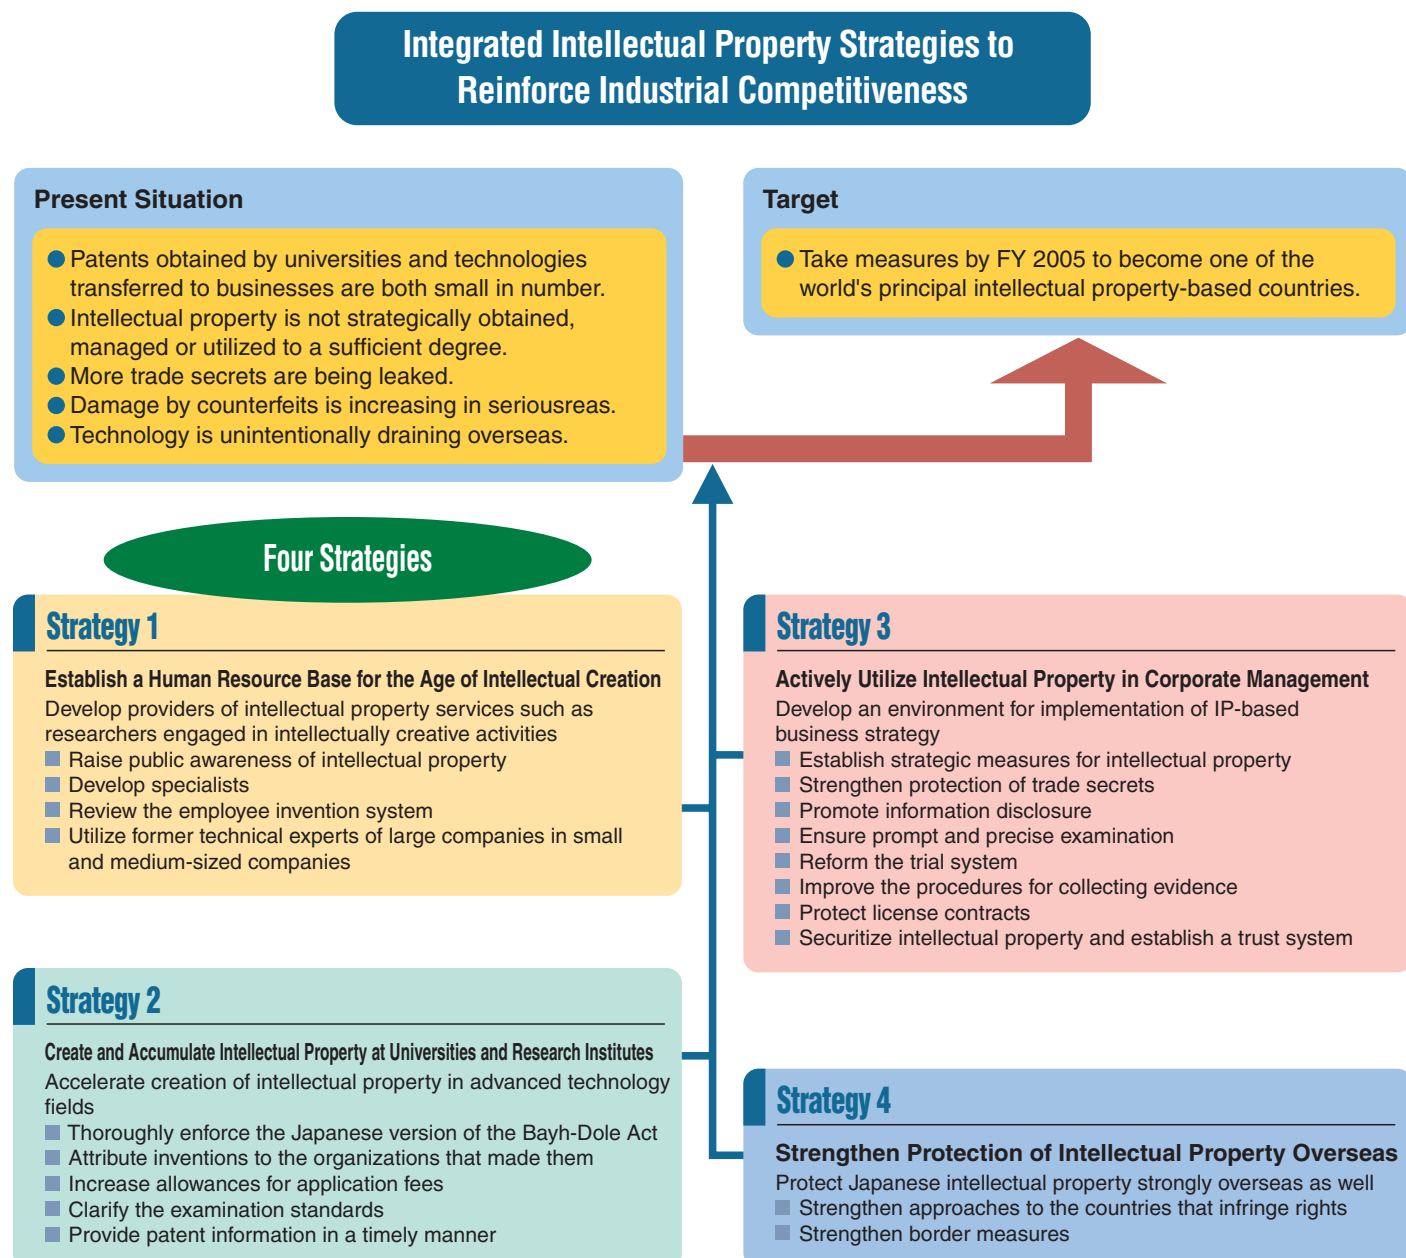 Integrated Intellectual Property Strategies to
Reinforce Industrial Competitiveness
Present Situation
● Patents obtained by universities and technologies
transferred to businesses are both small in number.
● Intellectual property is not strategically obtained,
managed or utilized to a sufficient degree.
● More trade secrets are being leaked.
● Damage by counterfeits is increasing in seriousreas.
● Technology is unintentionally draining overseas.
Target
● Take measures by FY 2005 to become one of the
world's principal intellectual property-based countries.
Four Strategies
Strategy 1
Establish a Human Resource Base for the Age of Intellectual Creation
Develop providers of intellectual property services such as
researchers engaged in intellectually creative activities
■ Raise public awareness of intellectual property
■ Develop specialists
■ Review the employee invention system
■ Utilize former technical experts of large companies in small
and medium-sized companies
Strategy 2
Create and Accumulate Intellectual Property at Universities and Research Institutes
Accelerate creation of intellectual property in advanced technology
fields
■ Thoroughly enforce the Japanese version of the Bayh-Dole Act
■ Attribute inventions to the organizations that made them
■ Increase allowances for application fees
■ Clarify the examination standards
■ Provide patent information in a timely manner
Strategy 3
Actively Utilize Intellectual Property in Corporate Management
Develop an environment for implementation of IP-based
business strategy
■ Establish strategic measures for intellectual property
■ Strengthen protection of trade secrets
■ Promote information disclosure
■ Ensure prompt and precise examination
■ Reform the trial system
■ Improve the procedures for collecting evidence
■ Protect license contracts
■ Securitize intellectual property and establish a trust system
Strategy 4
Strengthen Protection of Intellectual Property Overseas
Protect Japanese intellectual property strongly overseas as well
■ Strengthen approaches to the countries that infringe rights
■ Strengthen border measures